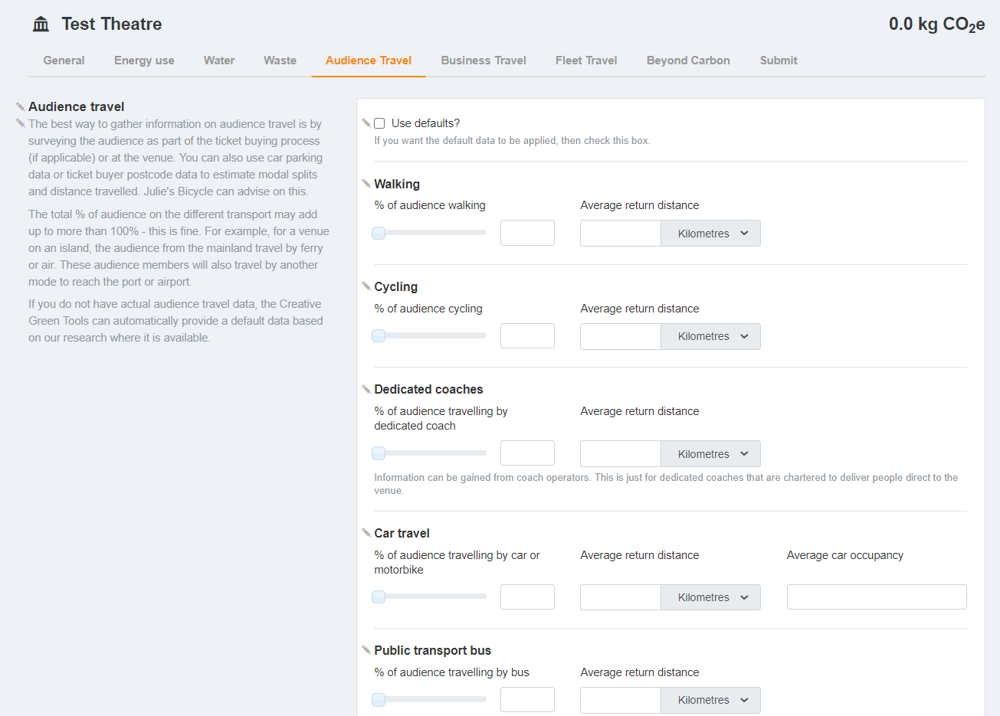 Test Theatre
0.0 kg CO2e
General Energy use Water Waste Audience Travel Business Travel Fleet Travel Beyond Carbon Submit
Audience travel
The best way to gather information on audience travel is by
surveying the audience as part of the ticket buying process
(if applicable) or at the venue. You can also use car parking
data or ticket buyer postcode data to estimate modal splits
and distance travelled. Julie's Bicycle can advise on this.
The total % of audience on the different transport may add
up to more than 100% - this is fine. For example, for a venue
on an island, the audience from the mainland travel by ferry
or air. These audience members will also travel by another
mode to reach the port or airport.
If you do not have actual audience travel data, the Creative
Green Tools can automatically provide a default data based
on our research where it is available.
Use defaults?
If you want the default data to be applied, then check this box.
Walking
% of audience walking
Average return distance
Kilometres
Cycling
% of audience cycling
Average return distance
Kilometres
Dedicated coaches
% of audience travelling by
dedicated coach
Average return distance
Kilometres
Information can be gained from coach operators. This is just for dedicated coaches that are chartered to deliver people direct to the
venue.
Car travel
% of audience travelling by car or
motorbike
Average return distance
Kilometres
Average car occupancy
Public transport bus
% of audience travelling by bus
Average return distance
Kilometres